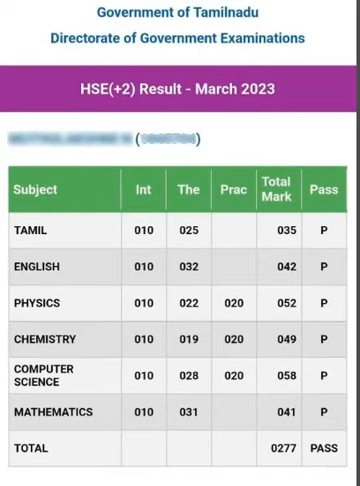 Government of Tamilnadu
Directorate of Government Examinations
HSE(+2) Result - March 2023
Subject Int The Prac Total Mark Pass
TAMIL 010 025 035 P
ENGLISH 010 032 042 P
PHYSICS 010 022 020 052 P
CHEMISTRY 010 019 020 049 P
COMPUTER SCIENCE 010 028 020 058 P
MATHEMATICS 010 031 041 P
TOTAL 0277 PASS